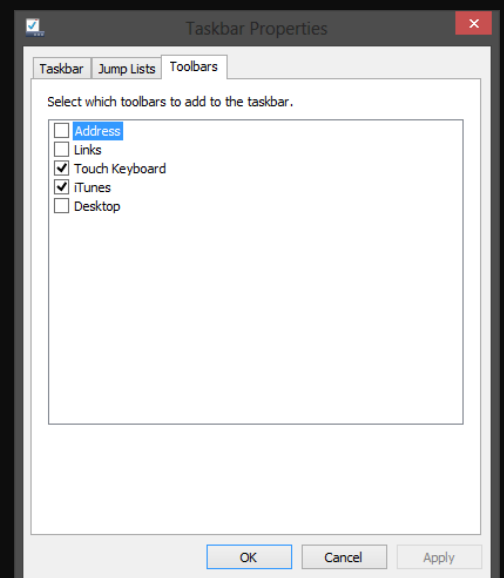 Taskbar Properties
Taskbar Jump Lists Toolbars
Select which toolbars to add to the taskbar.
Address
Links
Touch Keyboard
iTunes
Desktop
OK Cancel Apply